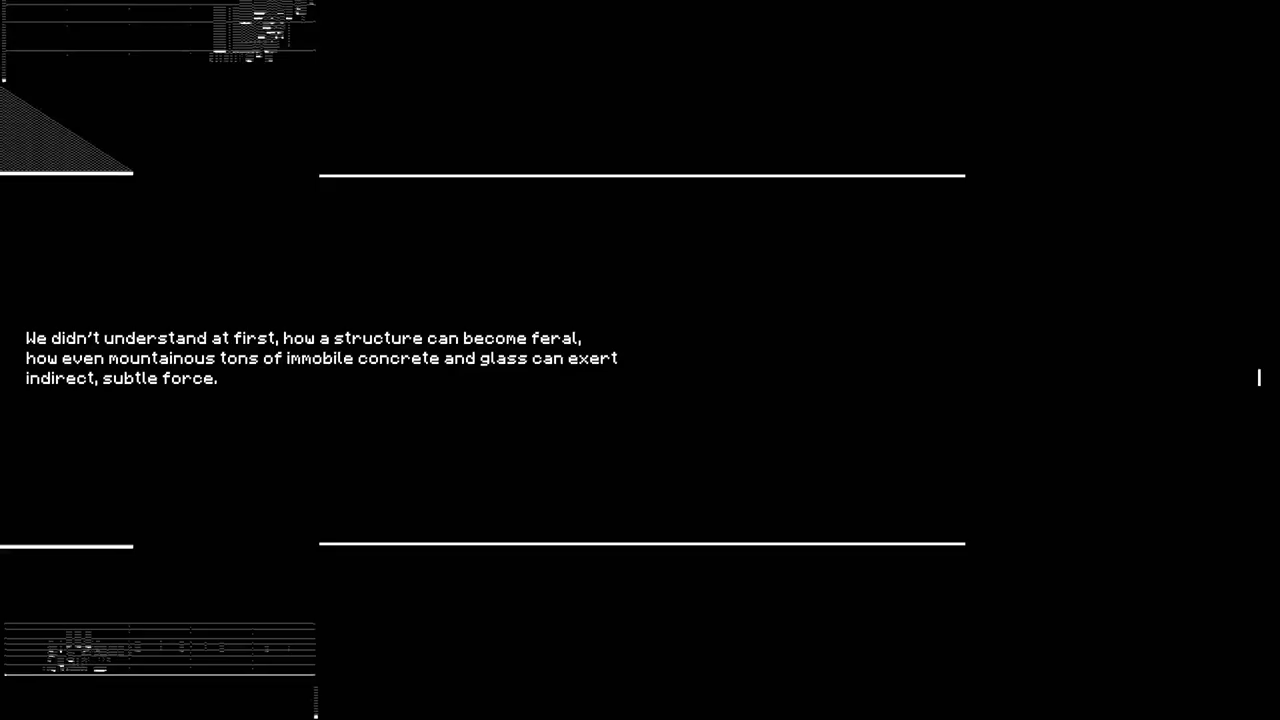 We didn't understand at first, how a structure can become feral,
how even mountainous tons of immobile concrete and glass can exert
indirect, subtle force.